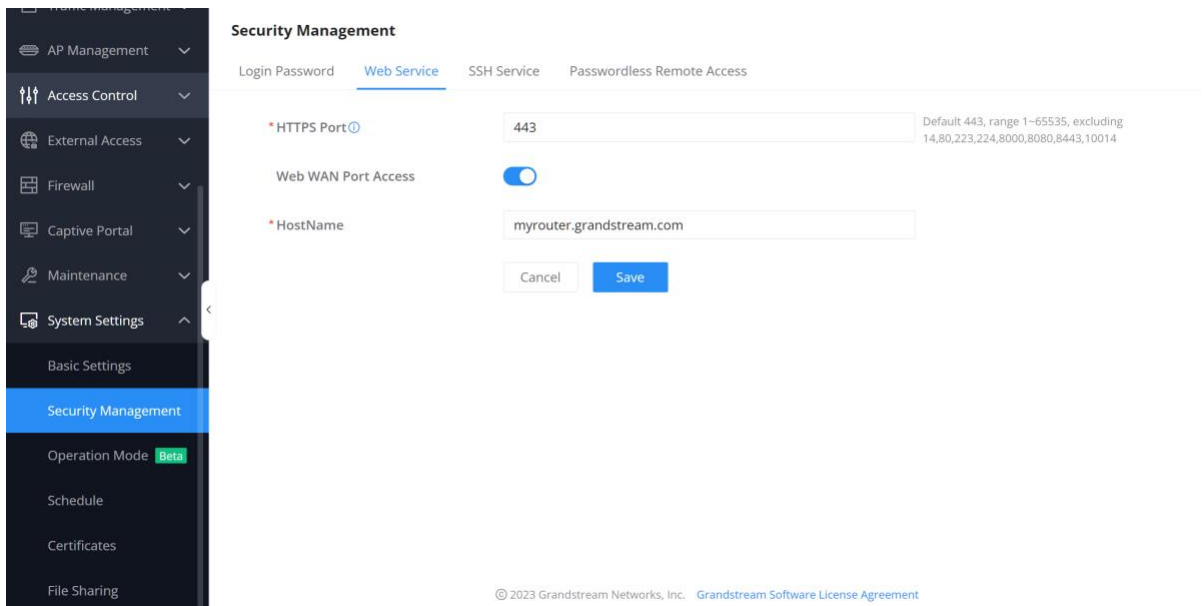 Traffic Management
AP Management
Access Control
External Access
Firewall
Captive Portal
Maintenance
System Settings
Basic Settings
Security Management
Operation Mode Beta
Schedule
Certificates
File Sharing
Security Management
Login Password Web Service SSH Service Passwordless Remote Access
*HTTPS Port 443 Default 443, range 1~65535, excluding
14,80,223,224,8000,8080,8443,10014
Web WAN Port Access
*HostName myrouter.grandstream.com
Cancel Save
© 2023 Grandstream Networks, Inc. Grandstream Software License Agreement